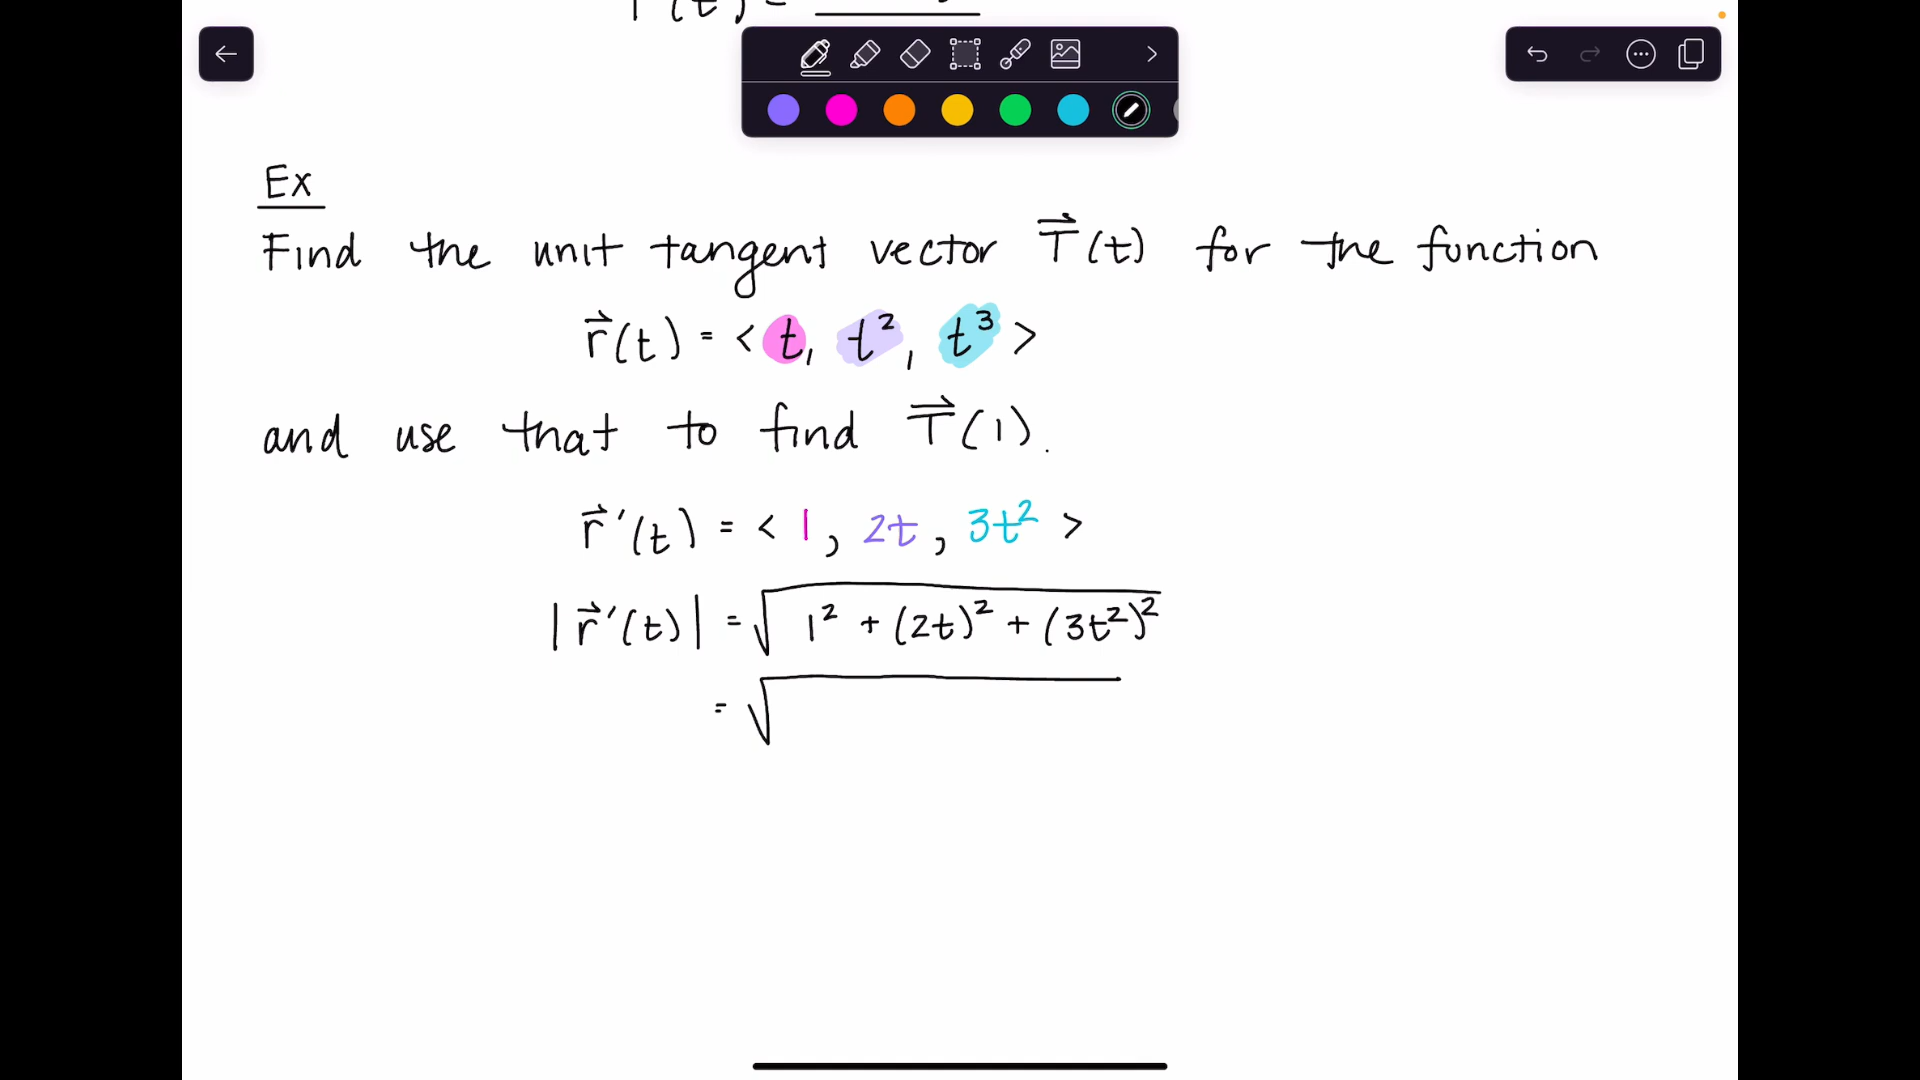 r'(t) =
Ex
Find the unit tangent vector T⃗(t) for the function
r⃗(t) = < t, t², t³ >
and use that to find T⃗(1).
r⃗'(t) = < 1, 2t, 3t² >
|r⃗'(t)| = √(1² + (2t)² + (3t²)²)
= √